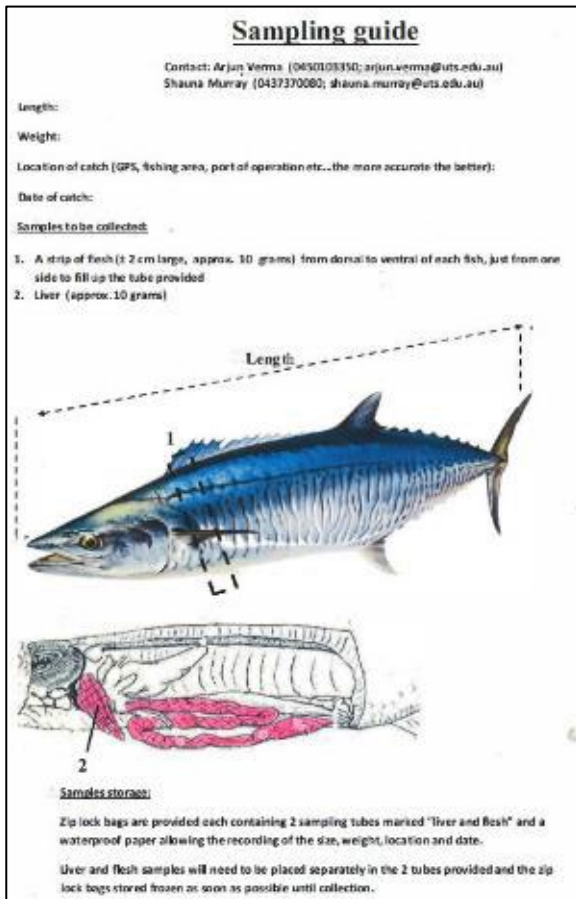 Sampling guide
Contact: Arjun Verma (0450103350; arjun.verma@uts.edu.au)
Shauna Murray (0437370080; shauna.murray@uts.edu.au)
Length:
Weight:
Location of catch (GPS, fishing area, port of operation etc...the more accurate the better):
Date of catch:
Samples to be collected:
1. A strip of flesh (± 2 cm large, approx. 10 grams) from dorsal to ventral of each fish, just from one
side to fill up the tube provided
2. Liver (approx. 10 grams)
Length
1
2
Samples storage:
Zip lock bags are provided each containing 2 sampling tubes marked "liver and flesh" and a
waterproof paper allowing the recording of the size, weight, location and date.
Liver and flesh samples will need to be placed separately in the 2 tubes provided and the zip
lock bags stored frozen as soon as possible until collection.